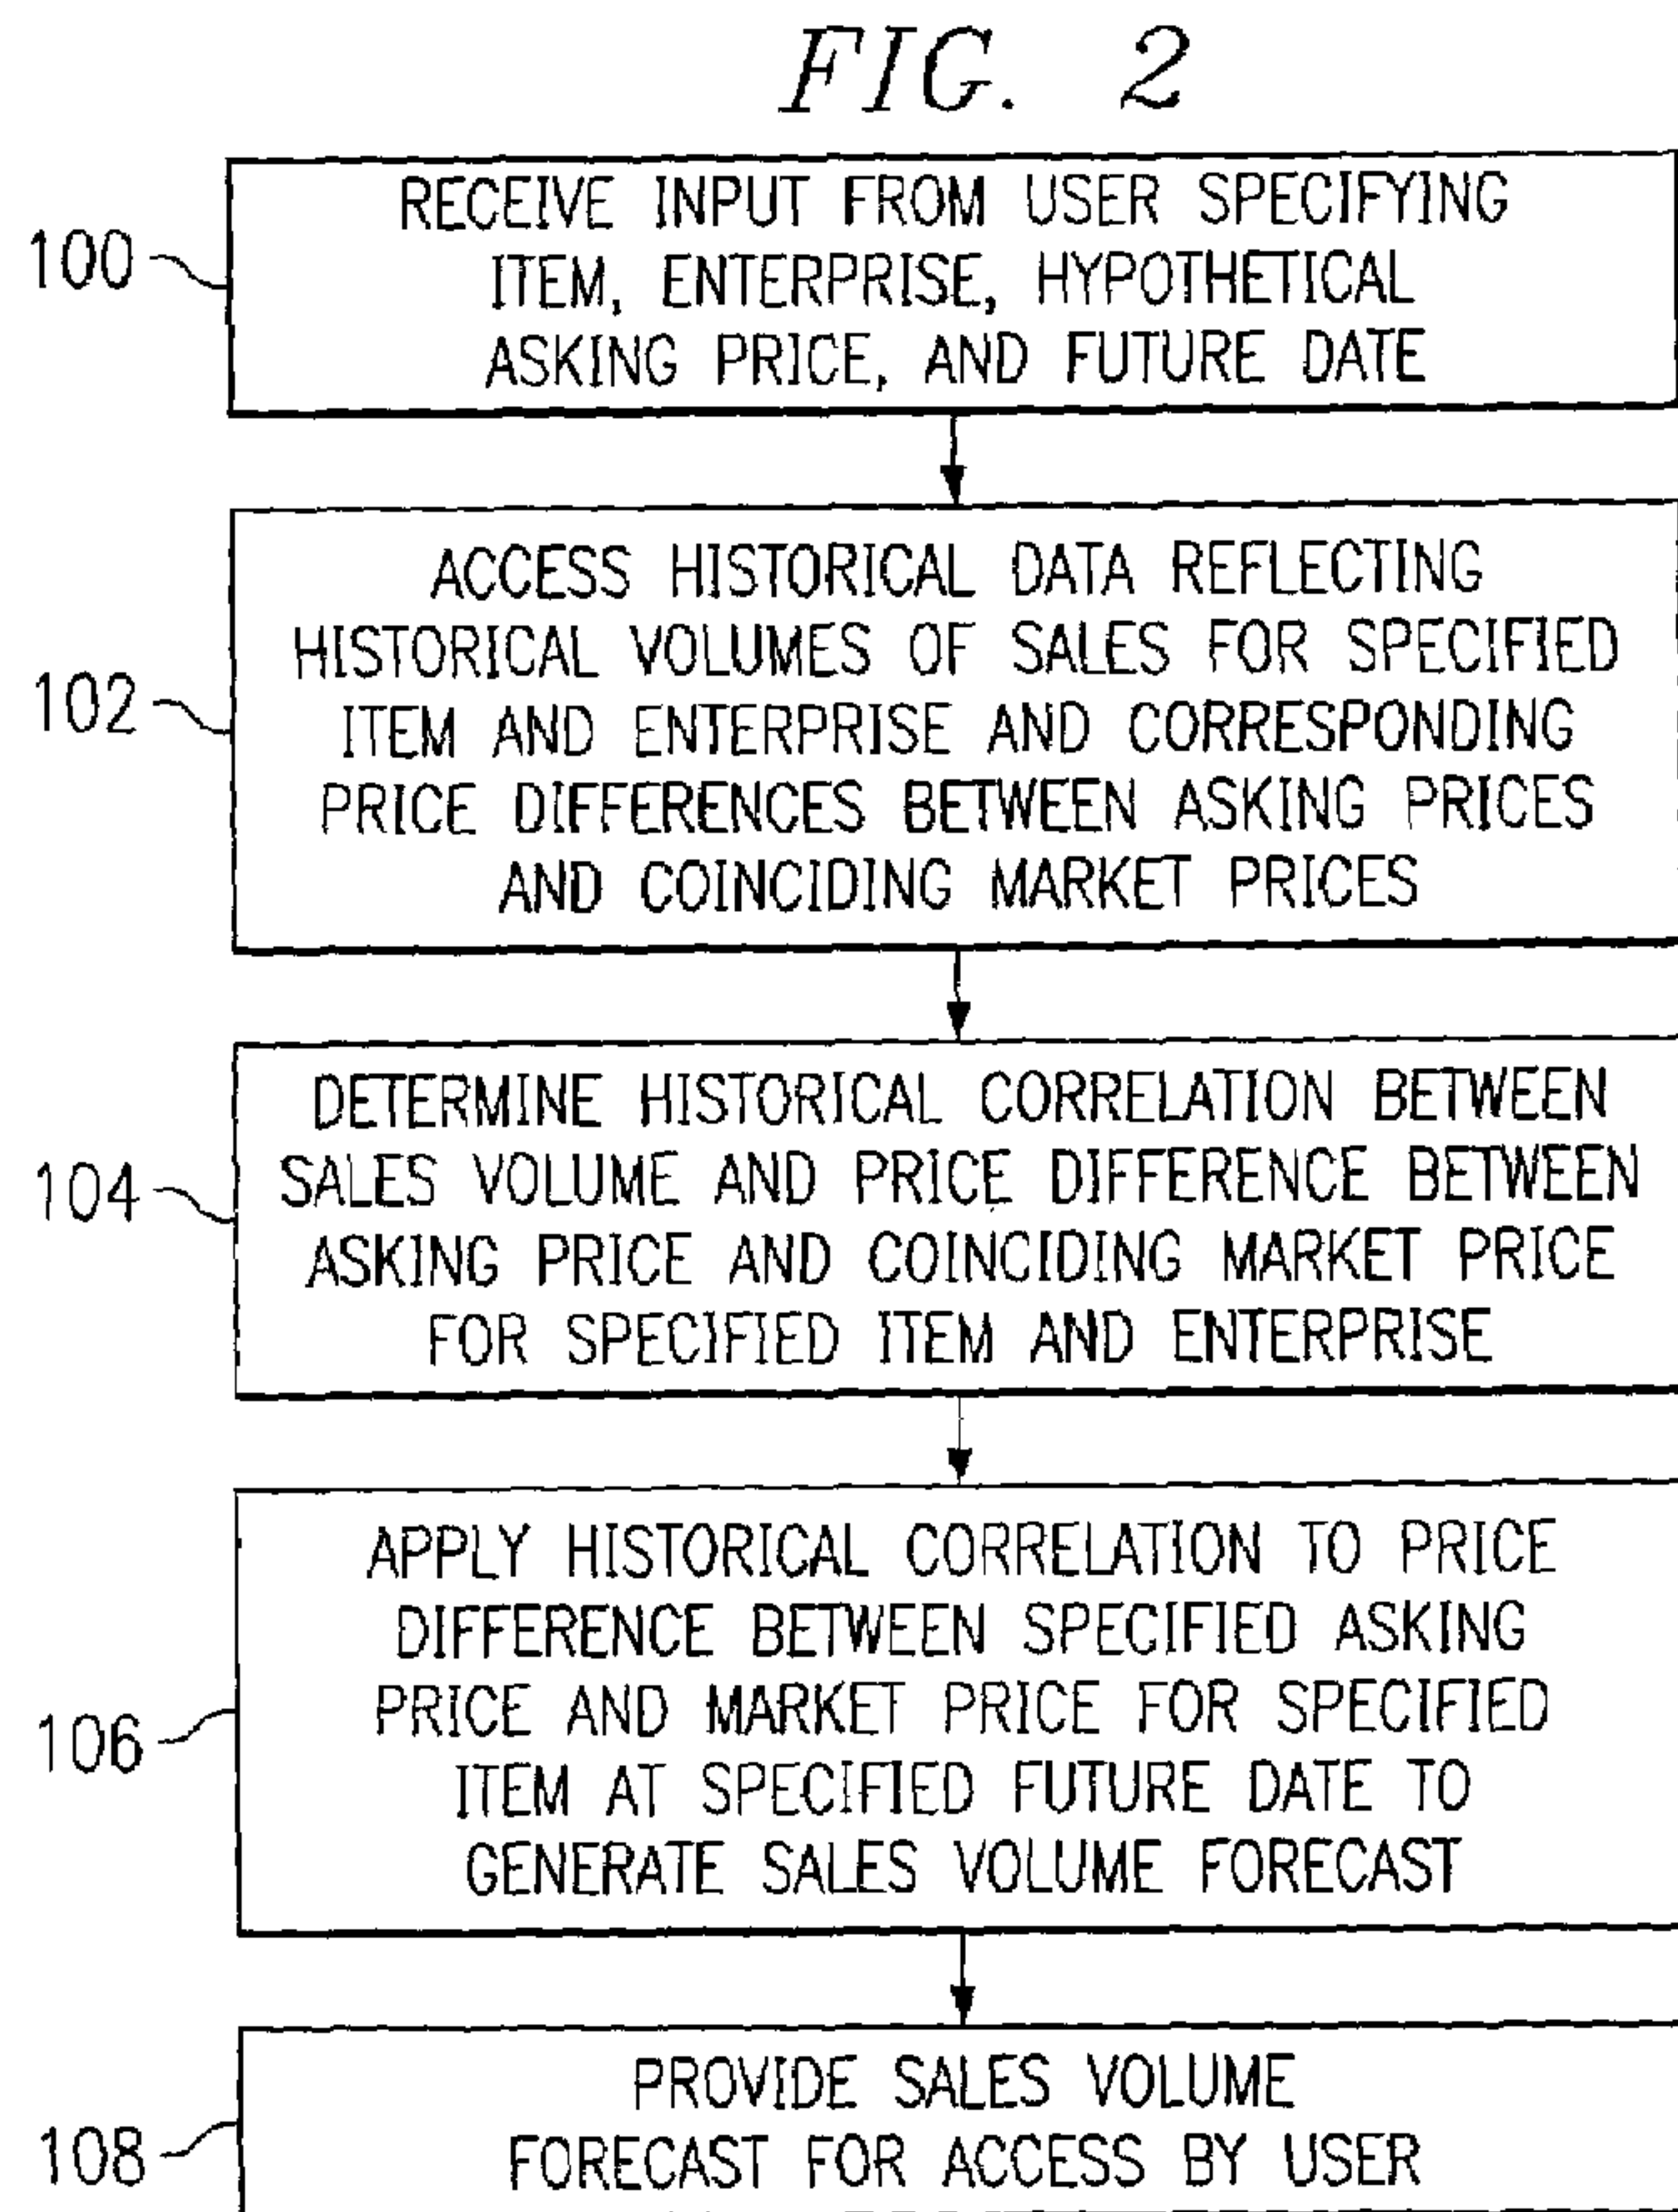 FIG. 2
100
RECEIVE INPUT FROM USER SPECIFYING
ITEM, ENTERPRISE, HYPOTHETICAL
ASKING PRICE, AND FUTURE DATE
102
ACCESS HISTORICAL DATA REFLECTING
HISTORICAL VOLUMES OF SALES FOR SPECIFIED
ITEM AND ENTERPRISE AND CORRESPONDING
PRICE DIFFERENCES BETWEEN ASKING PRICES
AND COINCIDING MARKET PRICES
104
DETERMINE HISTORICAL CORRELATION BETWEEN
SALES VOLUME AND PRICE DIFFERENCE BETWEEN
ASKING PRICE AND COINCIDING MARKET PRICE
FOR SPECIFIED ITEM AND ENTERPRISE
106
APPLY HISTORICAL CORRELATION TO PRICE
DIFFERENCE BETWEEN SPECIFIED ASKING
PRICE AND MARKET PRICE FOR SPECIFIED
ITEM AT SPECIFIED FUTURE DATE TO
GENERATE SALES VOLUME FORECAST
108
PROVIDE SALES VOLUME
FORECAST FOR ACCESS BY USER